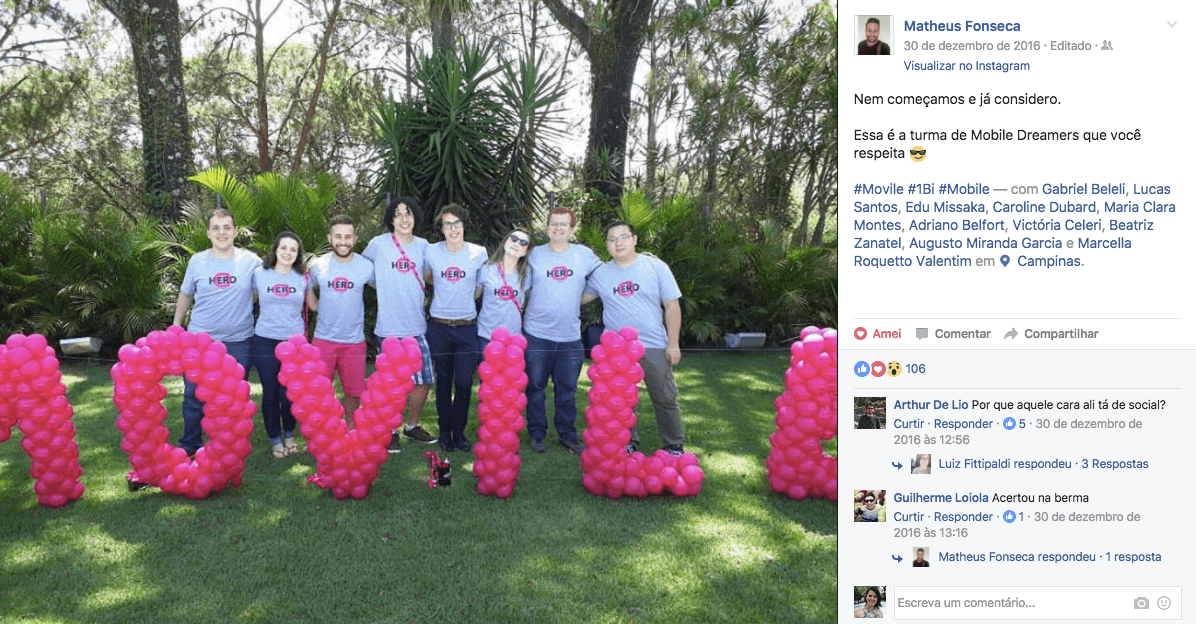 HERO
HERO
HERO
HERO
HERO
HERO
HERO
HERO
MOVILE
Matheus Fonseca
30 de dezembro de 2016 · Editado ·
Visualizar no Instagram
Nem começamos e já considero.
Essa é a turma de Mobile Dreamers que você
respeita 😎
#Movile #1Bi #Mobile — com Gabriel Beleli, Lucas
Santos, Edu Missaka, Caroline Dubard, Maria Clara
Montes, Adriano Belfort, Victória Celeri, Beatriz
Zanatel, Augusto Miranda Garcia e Marcella
Roquetto Valentim em Campinas.
Amei Comentar Compartilhar
106
Arthur De Lio Por que aquele cara ali tá de social?
Curtir · Responder · 5 · 30 de dezembro de
2016 às 12:56
Luiz Fittipaldi respondeu · 3 Respostas
Guilherme Loiola Acertou na berma
Curtir · Responder · 1 · 30 de dezembro de
2016 às 13:16
Matheus Fonseca respondeu · 1 resposta
Escreva um comentário...